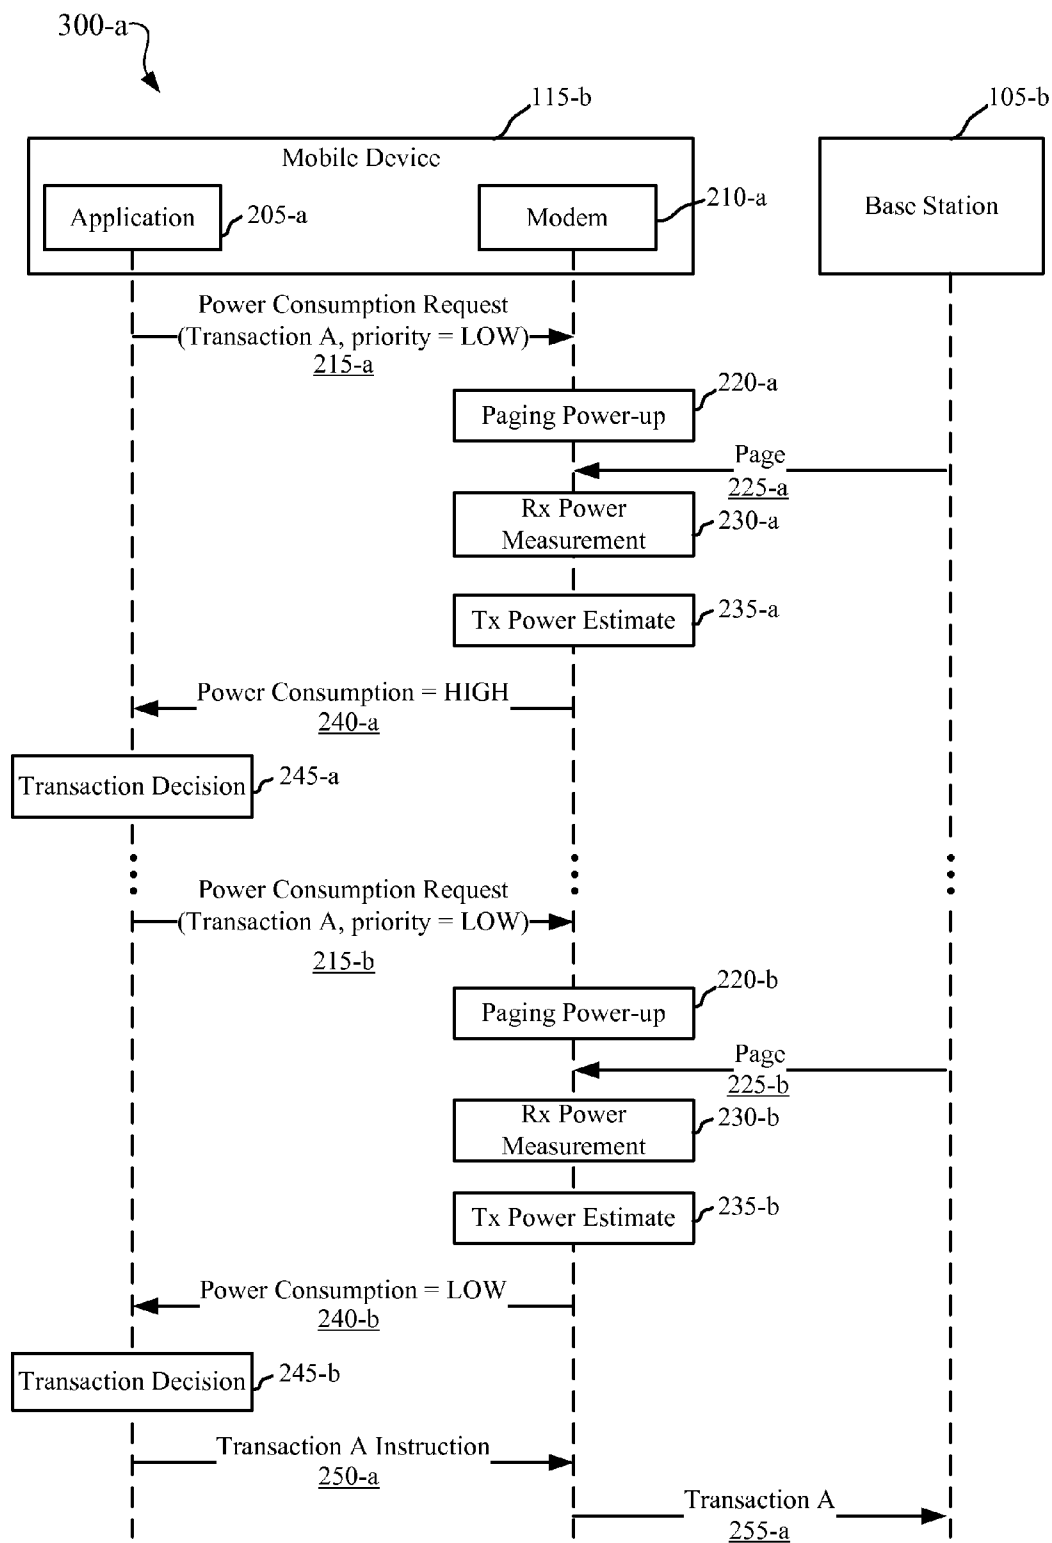 300-a
115-b
105-b
Mobile Device
Application
205-a
Modem
210-a
Base Station
Power Consumption Request
(Transaction A, priority = LOW)
215-a
220-a
Paging Power-up
Page
225-a
Rx Power
Measurement
230-a
Tx Power Estimate
235-a
Power Consumption = HIGH
240-a
Transaction Decision
245-a
Power Consumption Request
(Transaction A, priority = LOW)
215-b
220-b
Paging Power-up
Page
225-b
Rx Power
Measurement
230-b
Tx Power Estimate
235-b
Power Consumption = LOW
240-b
Transaction Decision
245-b
Transaction A Instruction
250-a
Transaction A
255-a